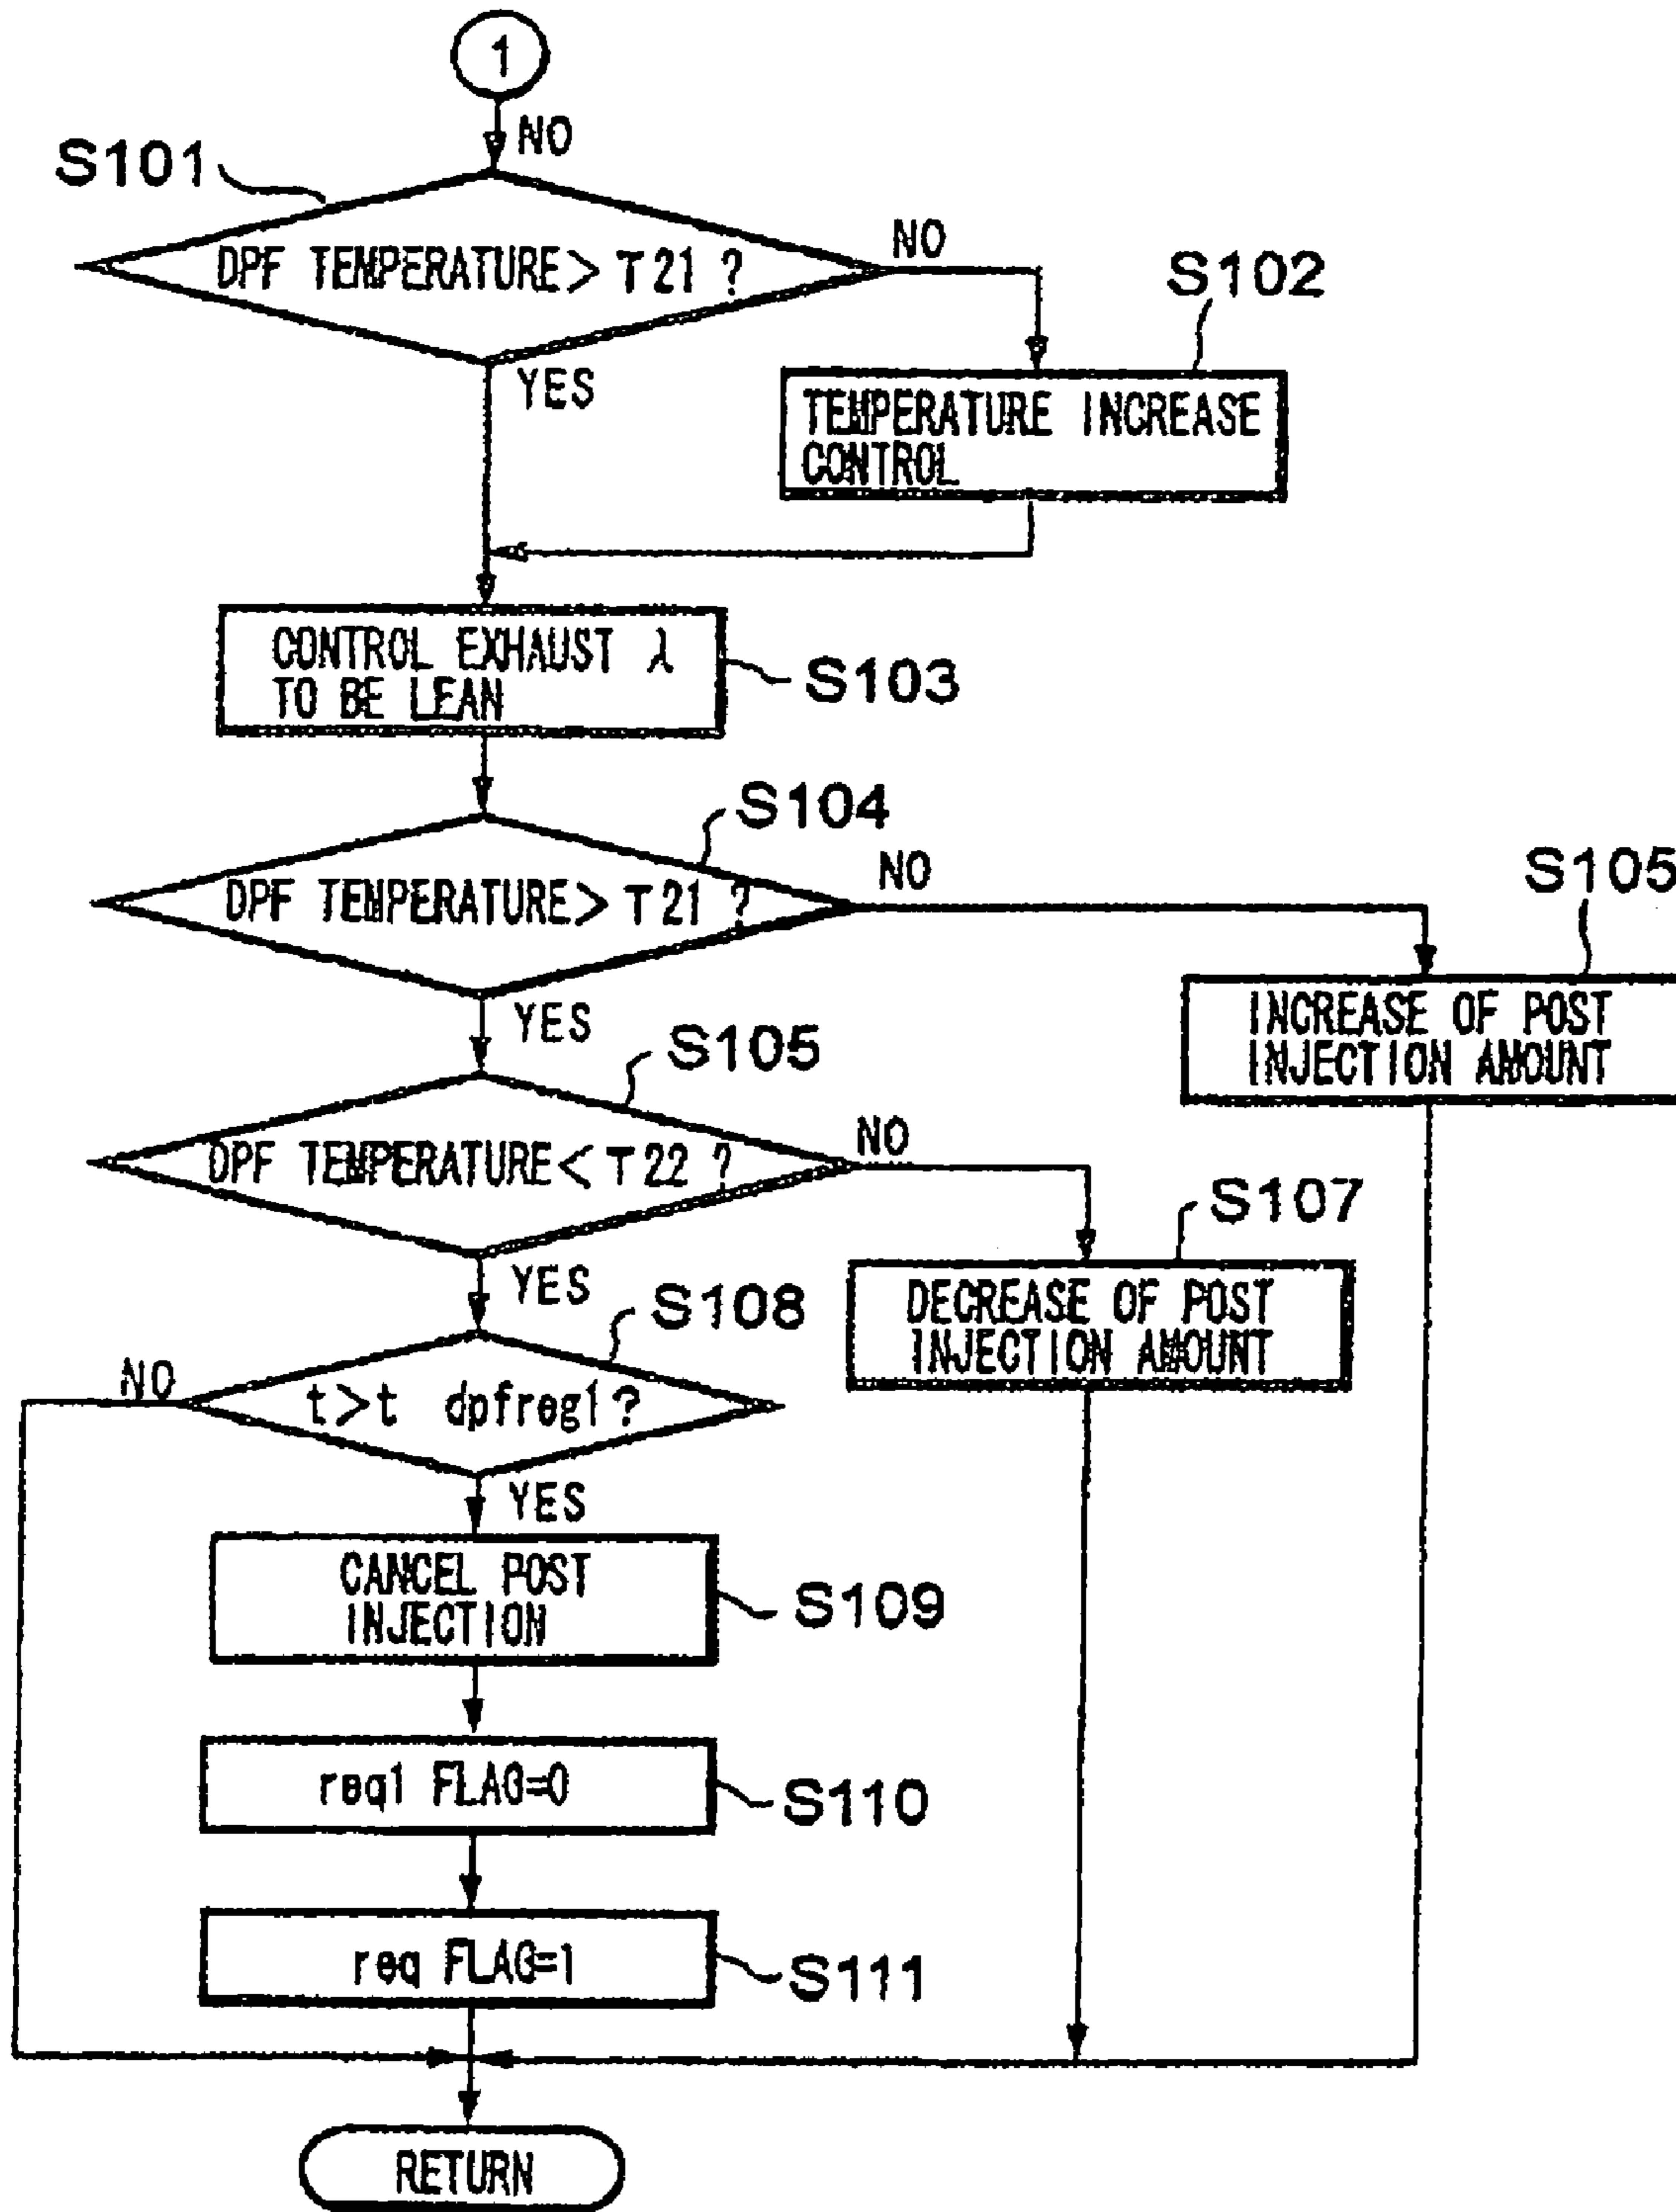 1
NO
S101
DPF TEMPERATURE > T21 ?
NO
S102
YES
TEMPERATURE INCREASE
CONTROL
CONTROL EXHAUST λ
TO BE LEAN
S103
S104
DPF TEMPERATURE > T21 ?
NO
S105
YES
INCREASE OF POST
INJECTION AMOUNT
S105
DPF TEMPERATURE < T22 ?
NO
S107
YES
DECREASE OF POST
INJECTION AMOUNT
S108
NO
t>t dpfreg1?
YES
CANCEL POST
INJECTION
S109
req1 FLAG=0
S110
req FLAG=1
S111
RETURN